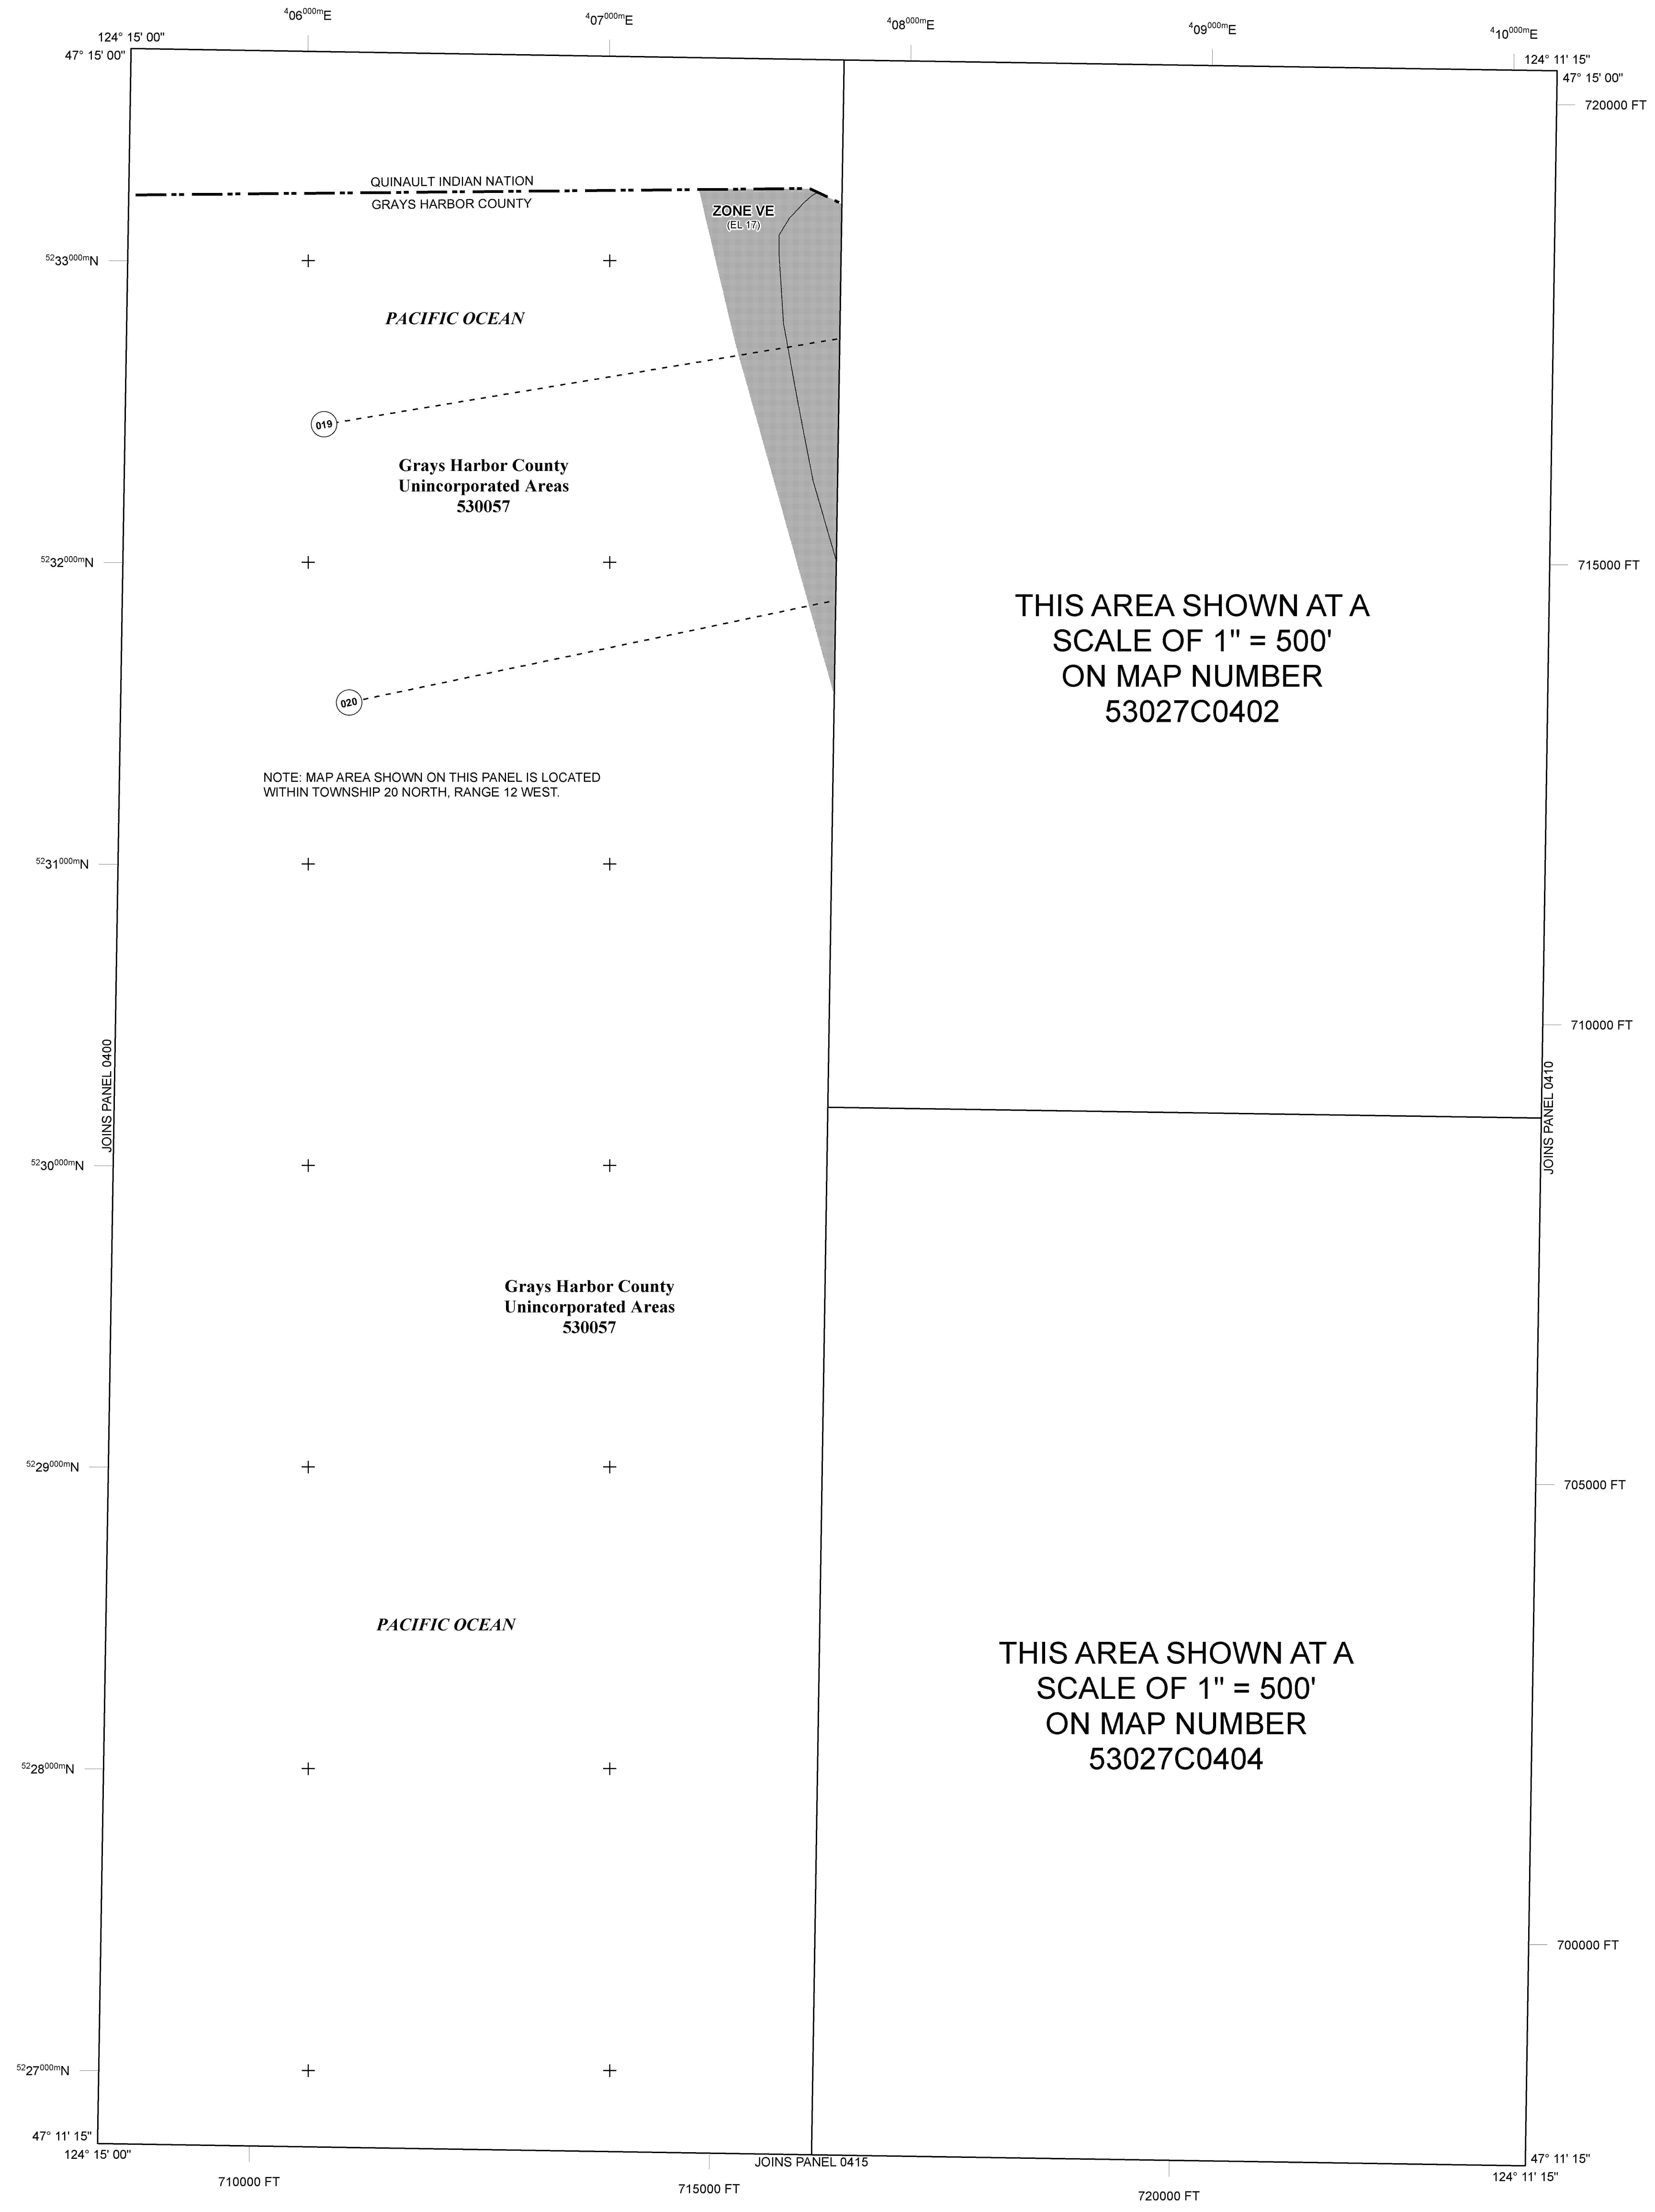 406000mE
407000mE
408000mE
409000mE
410000mE
124° 15' 00"
47° 15' 00"
124° 11' 15"
47° 15' 00"
720000 FT
QUINAULT INDIAN NATION
GRAYS HARBOR COUNTY
ZONE VE
(EL 17)
5233000mN
PACIFIC OCEAN
019
Grays Harbor County
Unincorporated Areas
530057
5232000mN
715000 FT
THIS AREA SHOWN AT A
SCALE OF 1" = 500'
ON MAP NUMBER
53027C0402
020
NOTE: MAP AREA SHOWN ON THIS PANEL IS LOCATED
WITHIN TOWNSHIP 20 NORTH, RANGE 12 WEST.
5231000mN
710000 FT
JOINS PANEL 0400
JOINS PANEL 0410
5230000mN
Grays Harbor County
Unincorporated Areas
530057
5229000mN
705000 FT
PACIFIC OCEAN
THIS AREA SHOWN AT A
SCALE OF 1" = 500'
ON MAP NUMBER
53027C0404
5228000mN
700000 FT
5227000mN
47° 11' 15"
124° 15' 00"
JOINS PANEL 0415
47° 11' 15"
124° 11' 15"
710000 FT
715000 FT
720000 FT